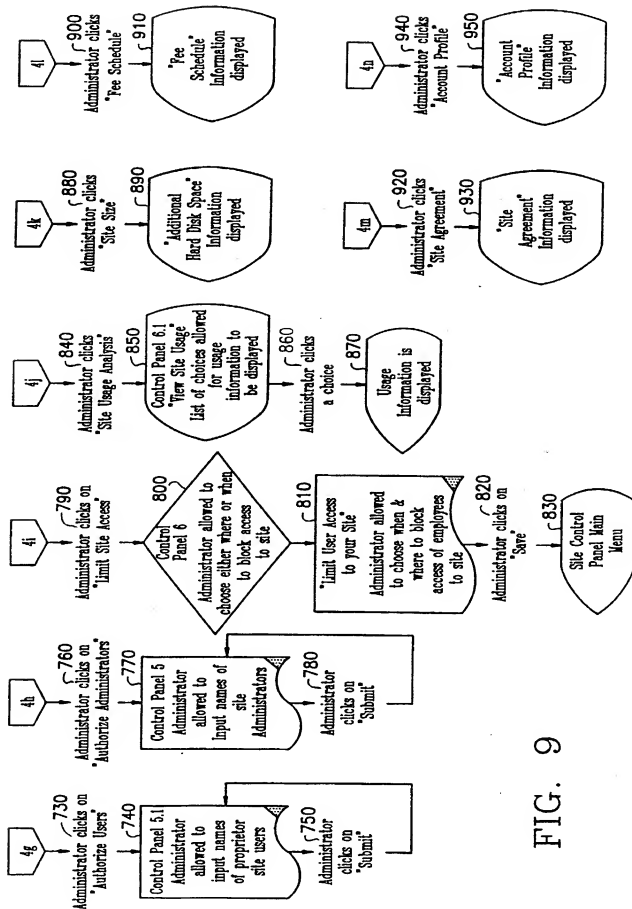 4g
730
Administrator clicks on
"Authorize Users"
740
Control Panel 5.1
Administrator
allowed to
input names
of proprietor
site users
750
Administrator
clicks on
"Submit"
4h
760
Administrator clicks on
"Authorize Administrators"
770
Control Panel 5
Administrator
allowed to
input names of
site
Administrators
780
Administrator
clicks on
"Submit"
4i
790
Administrator clicks on
"Limit Site Access"
800
Control
Panel 6
Administrator allowed to
choose either where or when
to block access
to site
810
"Limit User Access
to your Site"
Administrator allowed
to choose when &
where to block
access of employees
to site
820
Administrator clicks on
"Save"
830
Site Control
Panel Main
Menu
4j
840
Administrator clicks
"Site Usage Analysis"
850
Control Panel 6.1
"View Site Usage"
List of choices allowed
for usage
information to
be displayed
860
Administrator clicks
a choice
870
Usage
Information is
displayed
4k
880
Administrator clicks
"Site Size"
890
"Additional
Hard Disk Space"
Information
displayed
4l
900
Administrator clicks
"Fee Schedule"
910
"Fee
Schedule"
Information
displayed
4m
920
Administrator clicks
"Site Agreement"
930
"Site
Agreement"
Information
displayed
4n
940
Administrator clicks
"Account Profile"
950
"Account
Profile"
Information
displayed
FIG. 9